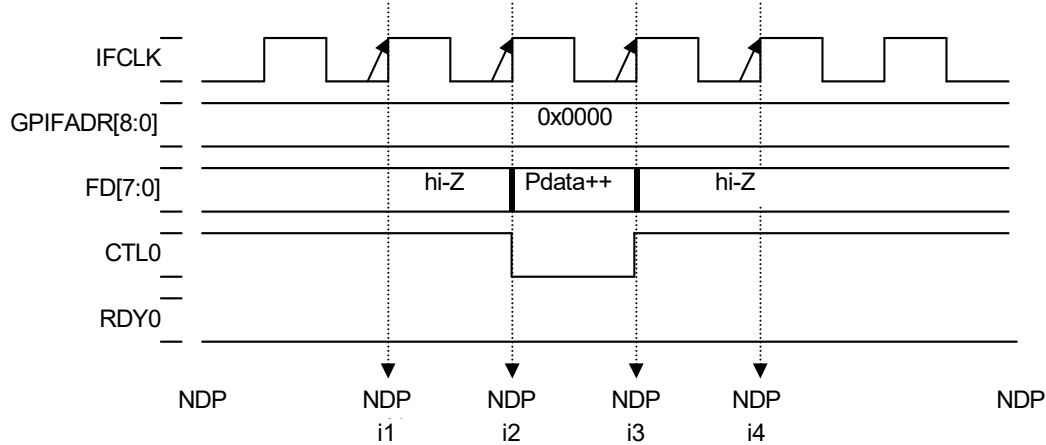 IFCLK
GPIFADR[8:0]
0x0000
FD[7:0]
hi-Z
Pdata++
hi-Z
CTL0
RDY0
NDP NDP NDP NDP NDP NDP
i1 i2 i3 i4